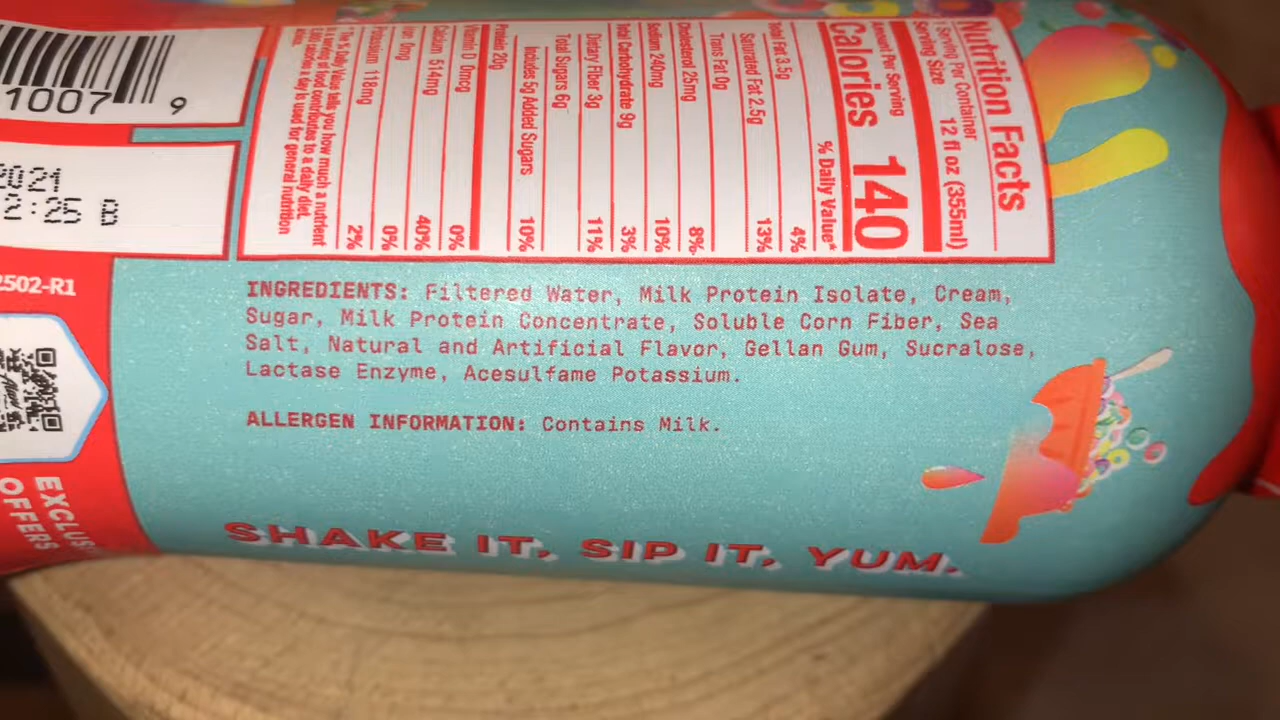 Nutrition Facts
1 Serving Per Container
Serving Size 12 fl oz (355ml)
Amount Per Serving
Calories 140
% Daily Value*
Total Fat 3.5g 4%
Saturated Fat 2.5g 13%
Trans Fat 0g
Cholesterol 25mg 8%
Sodium 240mg 10%
Total Carbohydrate 9g 3%
Dietary Fiber 3g 11%
Total Sugars 6g
Includes 5g Added Sugars 10%
Protein 20g
Vitamin D 0mcg 0%
Calcium 514mg 40%
Iron 0mg 0%
Potassium 118mg 2%
*The % Daily Value tells you how much a nutrient
in a serving of food contributes to a daily diet.
2,000 calories a day is used for general nutrition
advice.
INGREDIENTS: Filtered Water, Milk Protein Isolate, Cream,
Sugar, Milk Protein Concentrate, Soluble Corn Fiber, Sea
Salt, Natural and Artificial Flavor, Gellan Gum, Sucralose,
Lactase Enzyme, Acesulfame Potassium.
ALLERGEN INFORMATION: Contains Milk.
SHAKE IT, SIP IT, YUM.
1007 9
2021
2:25 B
2502-R1
EXCLUS
OFFERS